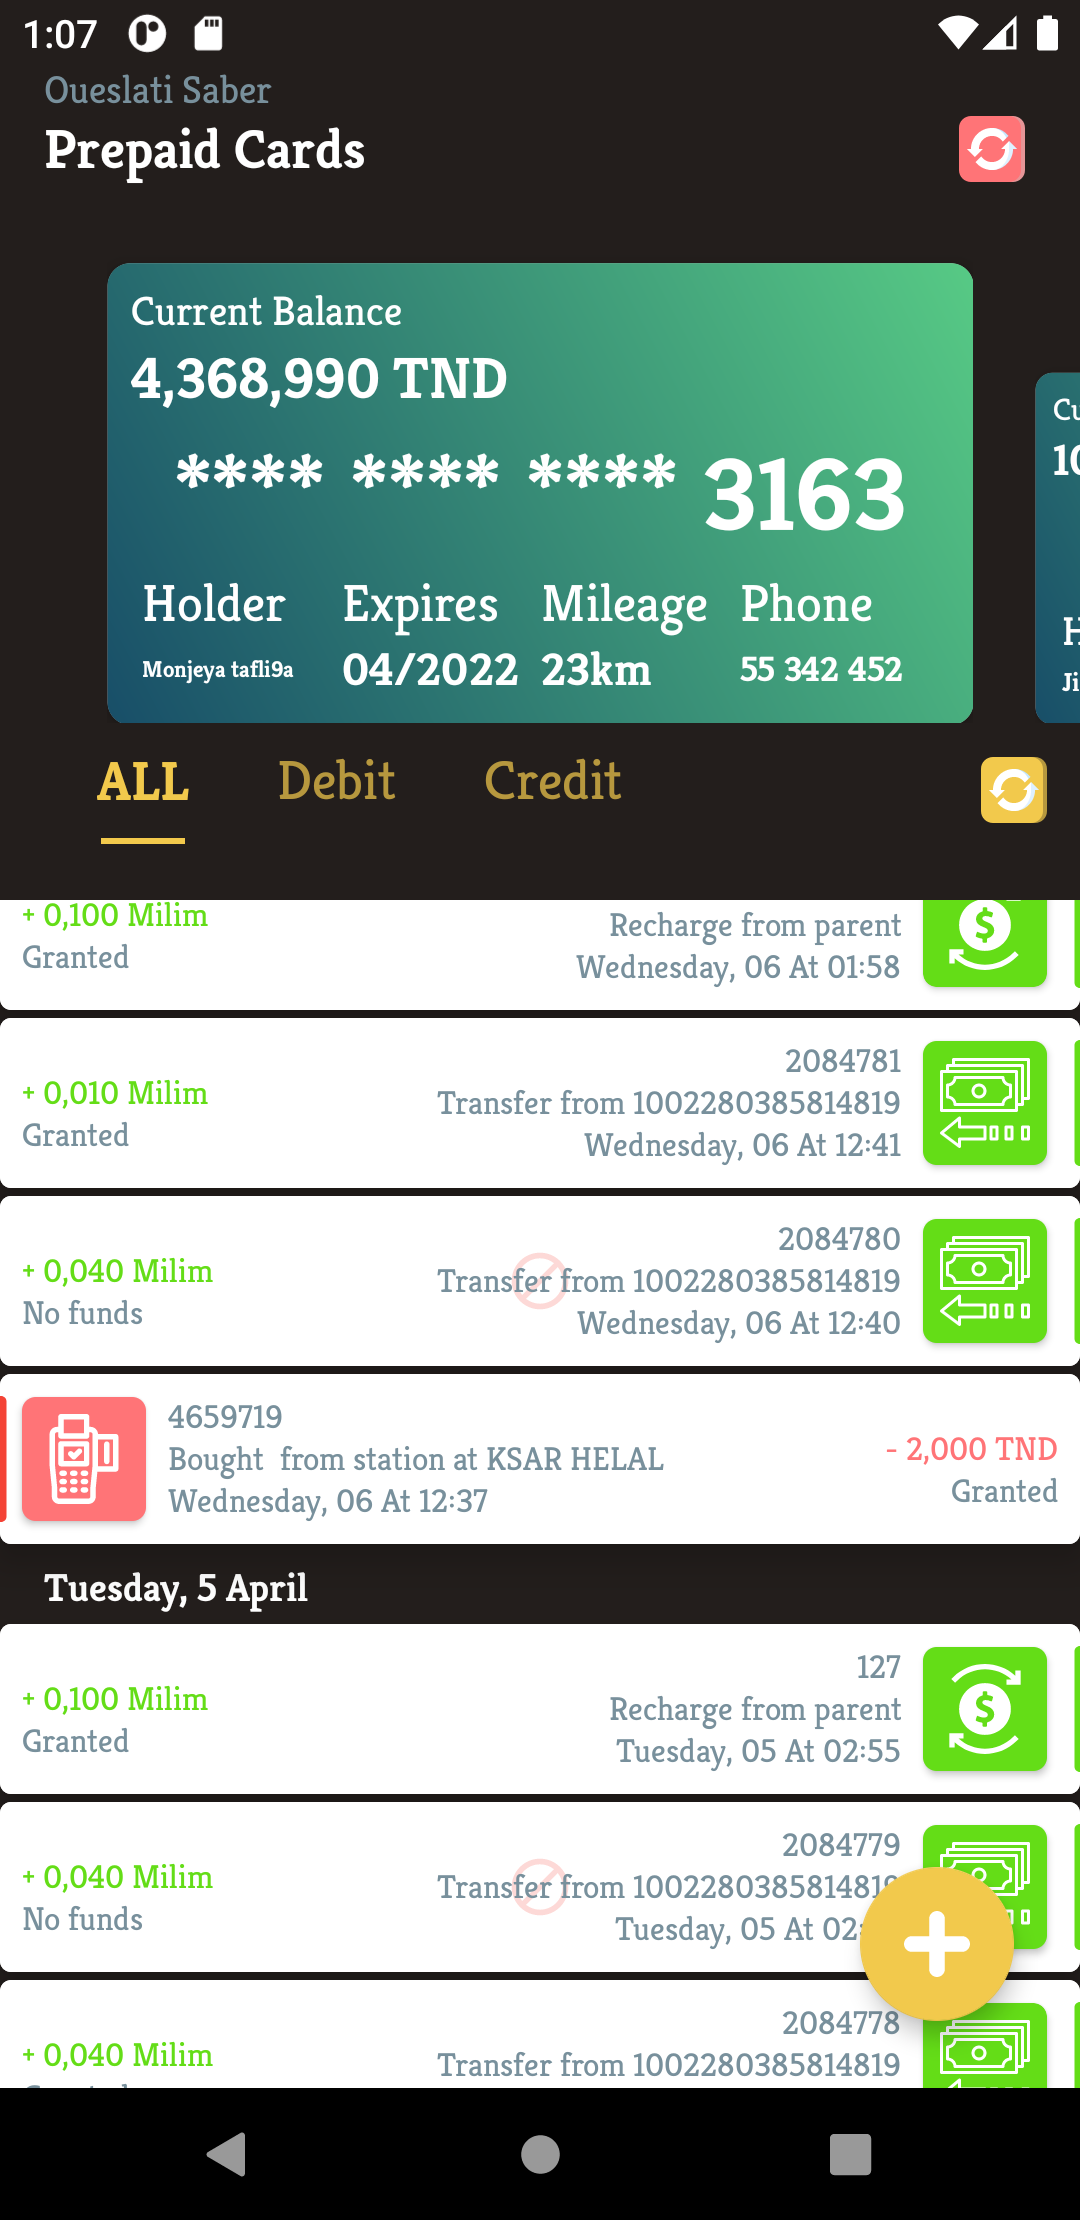 1:07
Oueslati Saber
Prepaid Cards
Current Balance
4,368,990 TND
**** **** **** 3163
Holder Expires Mileage Phone
Monjeya tafli9a 04/2022 23km 55 342 452
Cu
10
H
Ji
ALL Debit Credit
+ 0,100 Milim
Granted
Recharge from parent
Wednesday, 06 At 01:58
2084781
+ 0,010 Milim
Granted
Transfer from 1002280385814819
Wednesday, 06 At 12:41
2084780
+ 0,040 Milim
No funds
Transfer from 1002280385814819
Wednesday, 06 At 12:40
4659719
Bought  from station at KSAR HELAL
Wednesday, 06 At 12:37
- 2,000 TND
Granted
Tuesday, 5 April
127
+ 0,100 Milim
Granted
Recharge from parent
Tuesday, 05 At 02:55
2084779
+ 0,040 Milim
No funds
Transfer from 1002280385814819
Tuesday, 05 At 02:
2084778
+ 0,040 Milim
Transfer from 1002280385814819